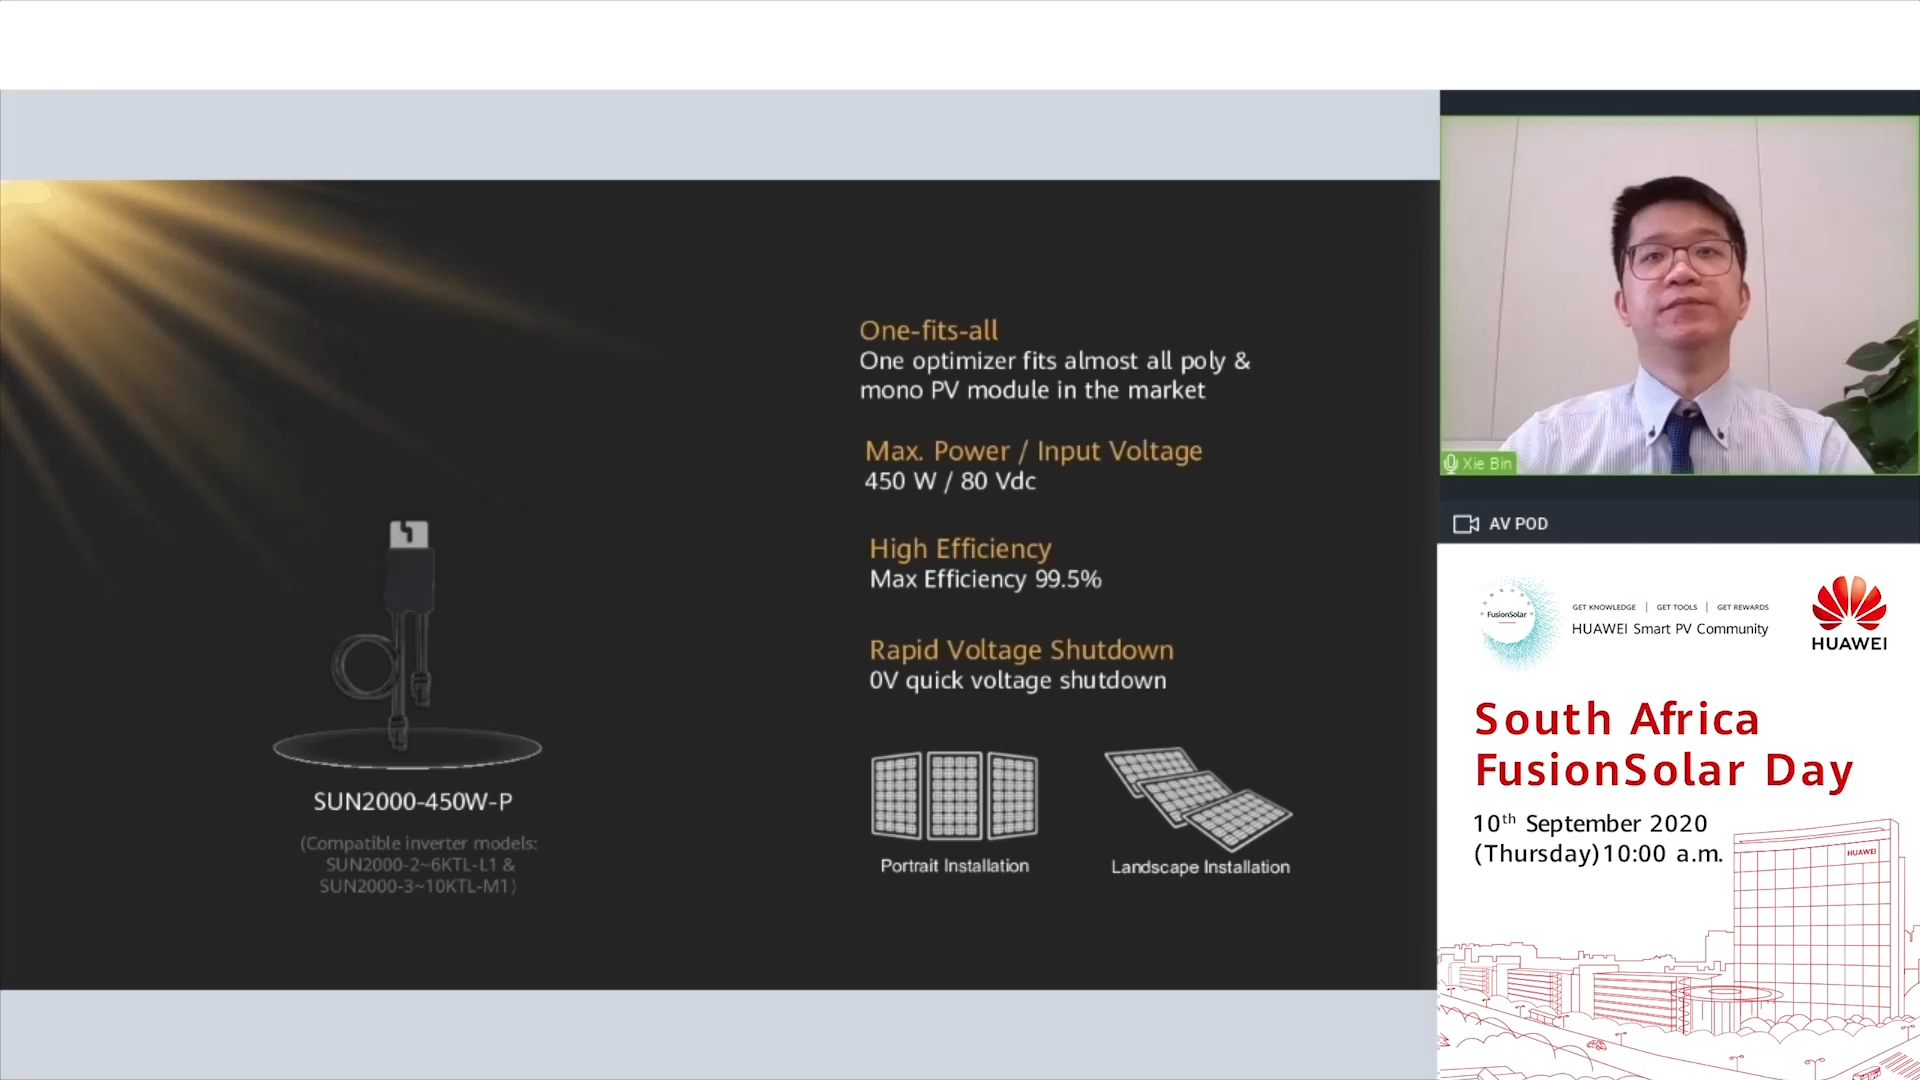 One-fits-all
One optimizer fits almost all poly &
mono PV module in the market
Max. Power / Input Voltage
450 W / 80 Vdc
High Efficiency
Max Efficiency 99.5%
Rapid Voltage Shutdown
0V quick voltage shutdown
Portrait Installation
Landscape Installation
SUN2000-450W-P
(Compatible inverter models:
SUN2000-2~6KTL-L1 &
SUN2000-3~10KTL-M1)
Xie Bin
AV POD
FusionSolar
GET KNOWLEDGE | GET TOOLS | GET REWARDS
HUAWEI Smart PV Community
HUAWEI
South Africa
FusionSolar Day
10th September 2020
(Thursday)10:00 a.m.
HUAWEI